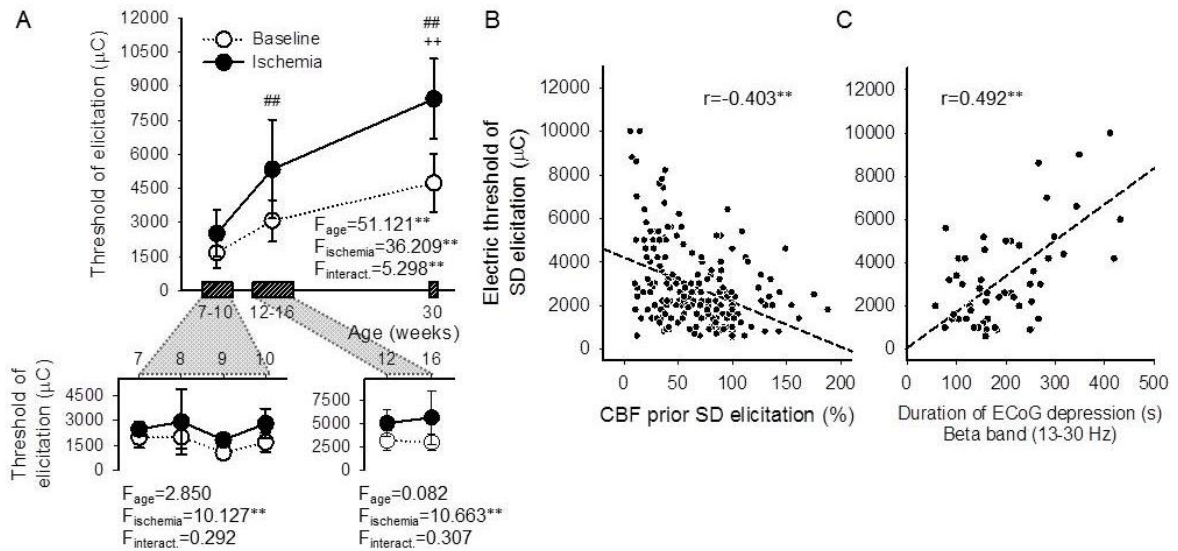 A
12000
10500
9000
7500
6000
4500
3000
1500
0
Threshold of elicitation (μC)
Baseline
Ischemia
##
##
++
Fage=51.121**
Fischemia=36.209**
Finteract.=5.298**
7-10
12-16
30
Age (weeks)
7
8
9
10
12
16
Threshold of
elicitation (μC)
4500
3000
1500
0
7500
5000
2500
0
Fage=2.850
Fischemia=10.127**
Finteract.=0.292
Fage=0.082
Fischemia=10.663**
Finteract.=0.307
B
Electric threshold of
SD elicitation (μC)
12000
10000
8000
6000
4000
2000
0
r=-0.403**
0
50
100
150
200
CBF prior SD elicitation (%)
C
12000
10000
8000
6000
4000
2000
0
r=0.492**
0
100
200
300
400
500
Duration of ECoG depression (s)
Beta band (13-30 Hz)